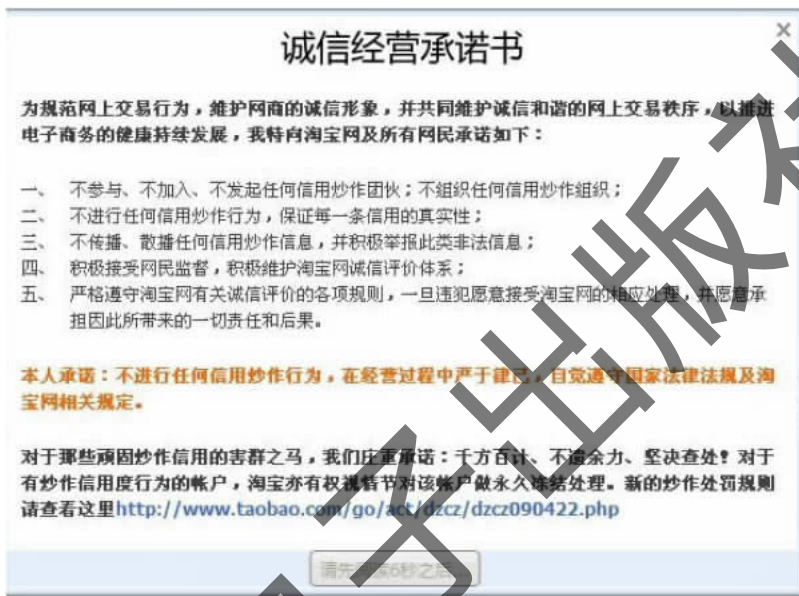 诚信经营承诺书
×
为规范网上交易行为，维护网商的诚信形象，并共同维护诚信和谐的网上交易秩序，以推进
电子商务的健康持续发展，我特向淘宝网及所有网民承诺如下：
一、 不参与、不加入、不发起任何信用炒作团伙；不组织任何信用炒作组织；
二、 不进行任何信用炒作行为，保证每一条信用的真实性；
三、 不传播、散播任何信用炒作信息，并积极举报此类非法信息；
四、 积极接受网民监督，积极维护淘宝网诚信评价体系；
五、 严格遵守淘宝网有关诚信评价的各项规则，一旦违犯愿意接受淘宝网的相应处理，并愿意承
担因此所带来的一切责任和后果。
本人承诺：不进行任何信用炒作行为，在经营过程中严于律己，自觉遵守国家法律法规及淘
宝网相关规定。
对于那些顽固炒作信用的害群之马，我们庄重承诺：千方百计、不遗余力、坚决查处！对于
有炒作信用度行为的帐户，淘宝亦有权视情节对该帐户做永久冻结处理。新的炒作处罚规则
请查看这里http://www.taobao.com/go/act/dzcz/dzcz090422.php
请先阅读6秒之后
子出版社